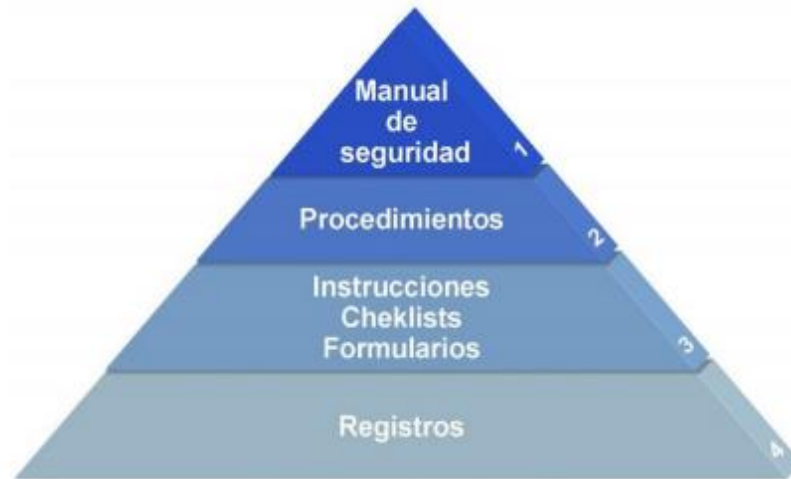 Manual
de
seguridad
1
Procedimientos
2
Instrucciones
Cheklists
Formularios
3
Registros
4